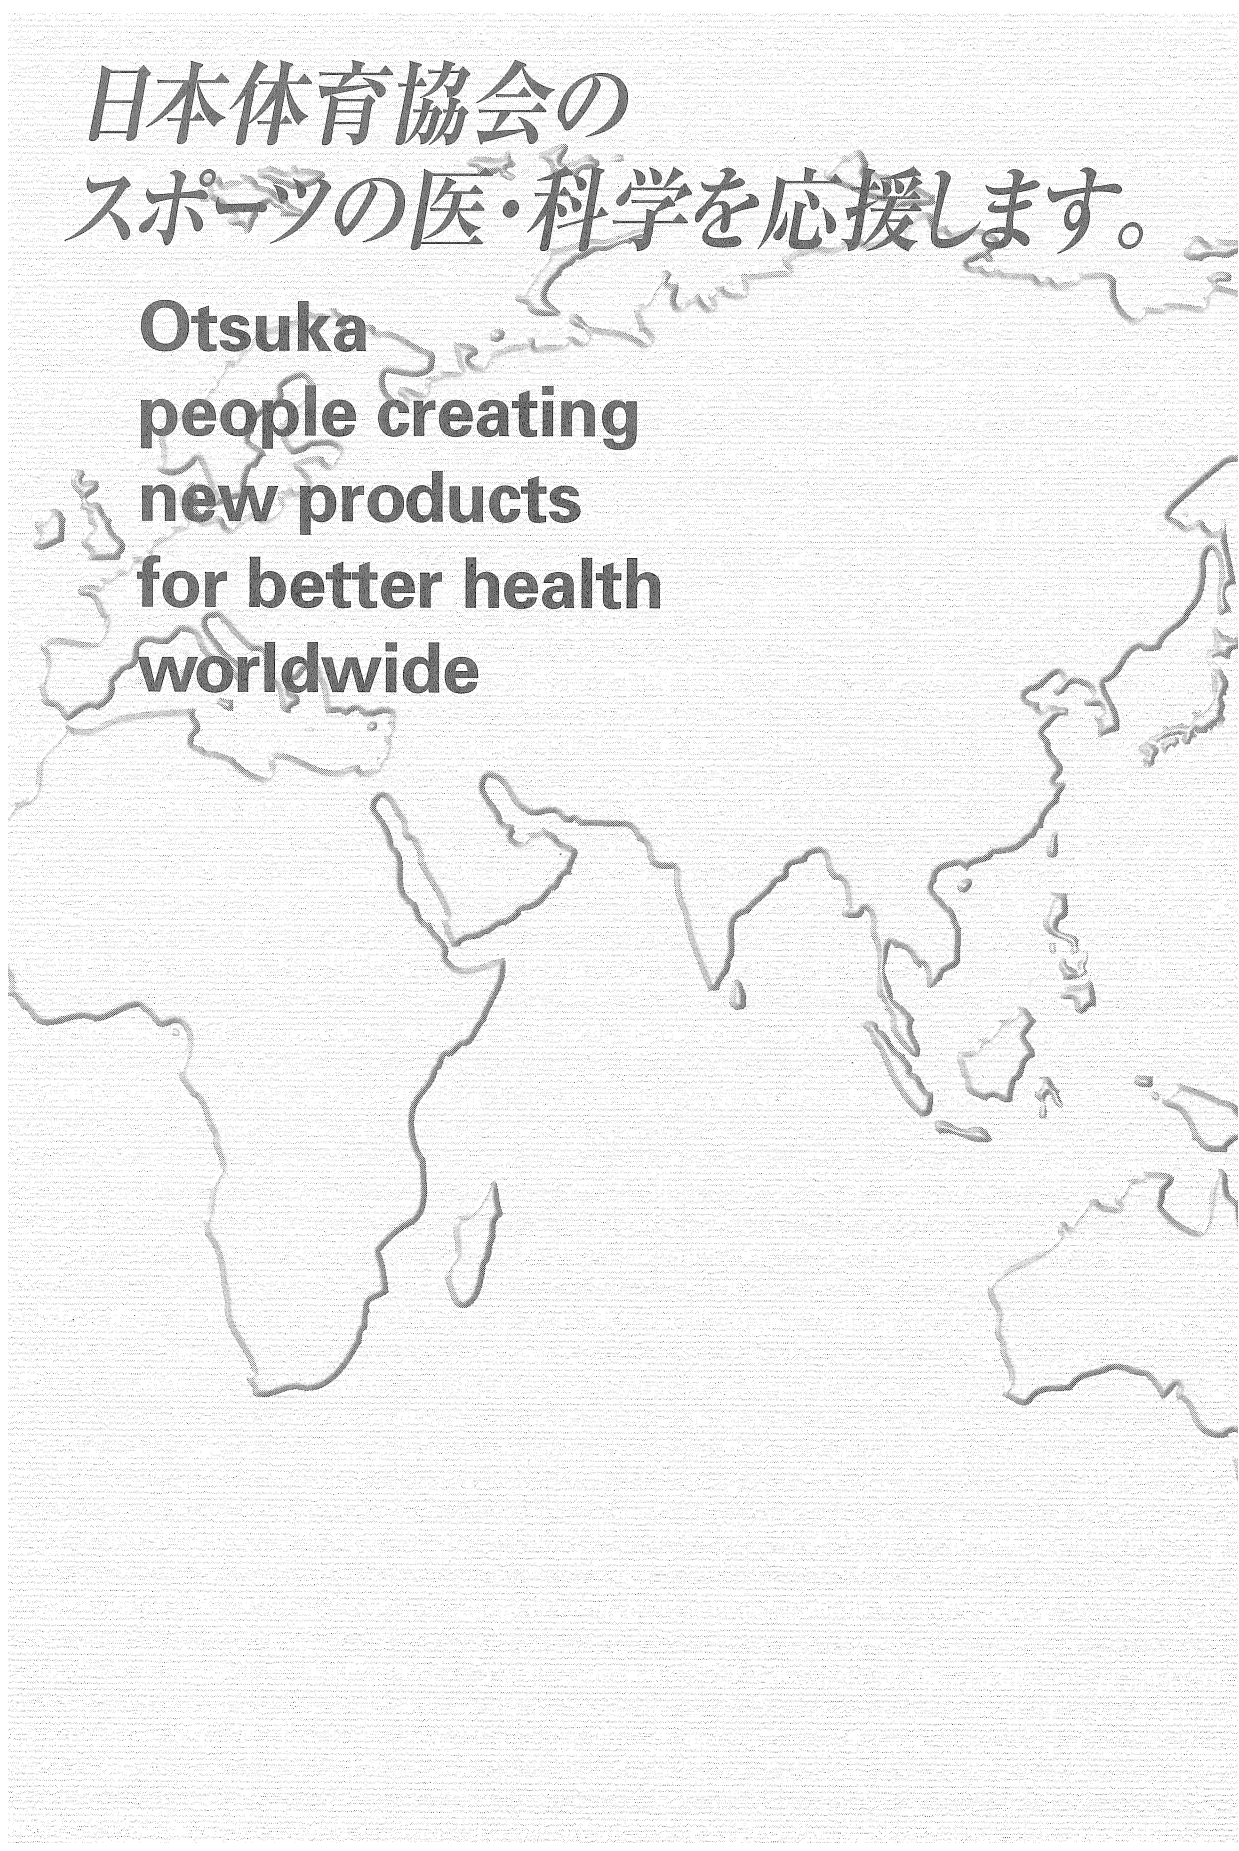 日本体育協会の
スポーツの医・科学を応援します。
Otsuka
people creating
new products
for better health
worldwide